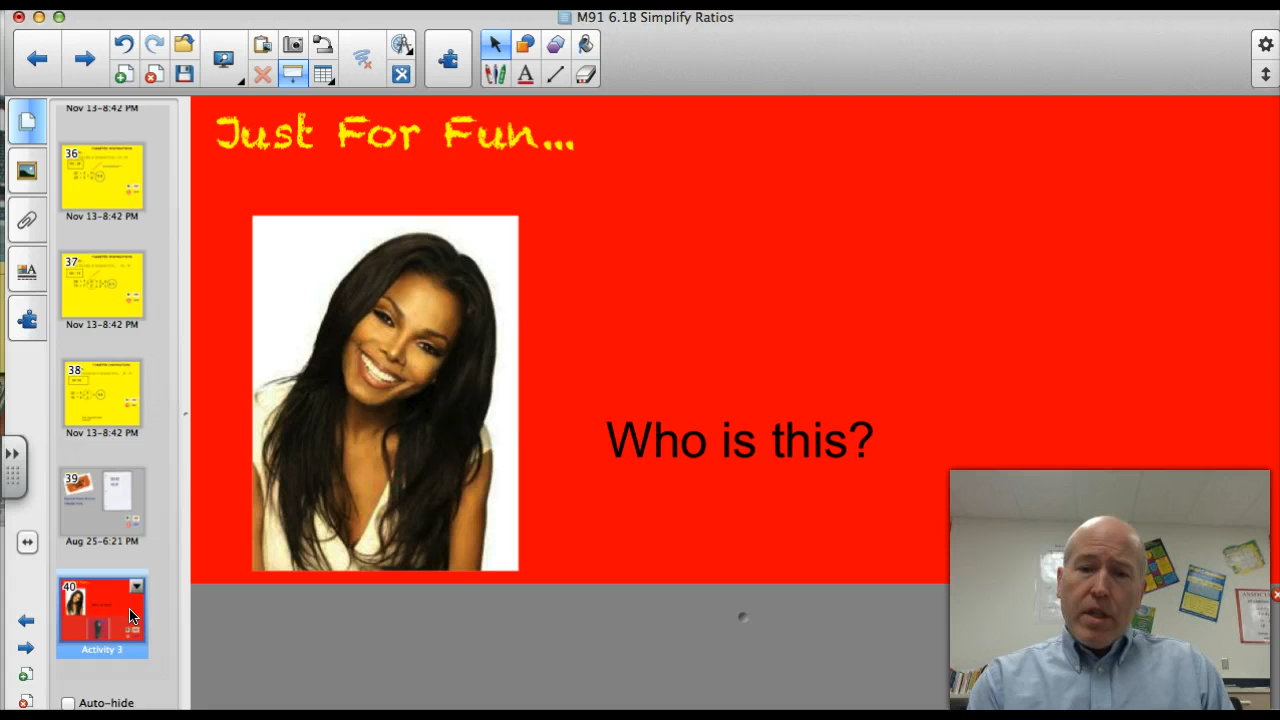 M91 6.1B Simplify Ratios
Nov 13-8:42 PM
36
Nov 13-8:42 PM
37
Nov 13-8:42 PM
38
Nov 13-8:42 PM
39
Aug 25-6:21 PM
40
Activity 3
Auto-hide
Just For Fun...
Who is this?